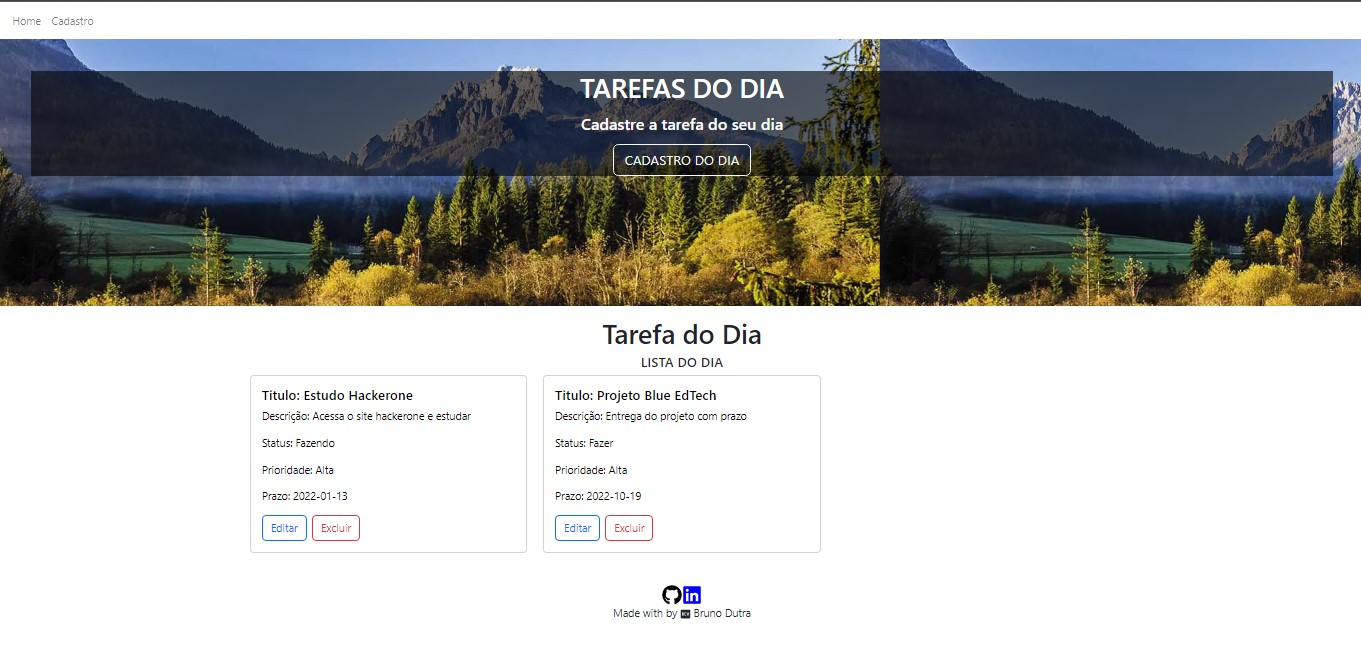 Home Cadastro
TAREFAS DO DIA
Cadastre a tarefa do seu dia
CADASTRO DO DIA
Tarefa do Dia
LISTA DO DIA
Titulo: Estudo Hackerone
Descrição: Acessa o site hackerone e estudar
Status: Fazendo
Prioridade: Alta
Prazo: 2022-01-13
Editar Excluir
Titulo: Projeto Blue EdTech
Descrição: Entrega do projeto com prazo
Status: Fazer
Prioridade: Alta
Prazo: 2022-10-19
Editar Excluir
in
Made with by Bruno Dutra